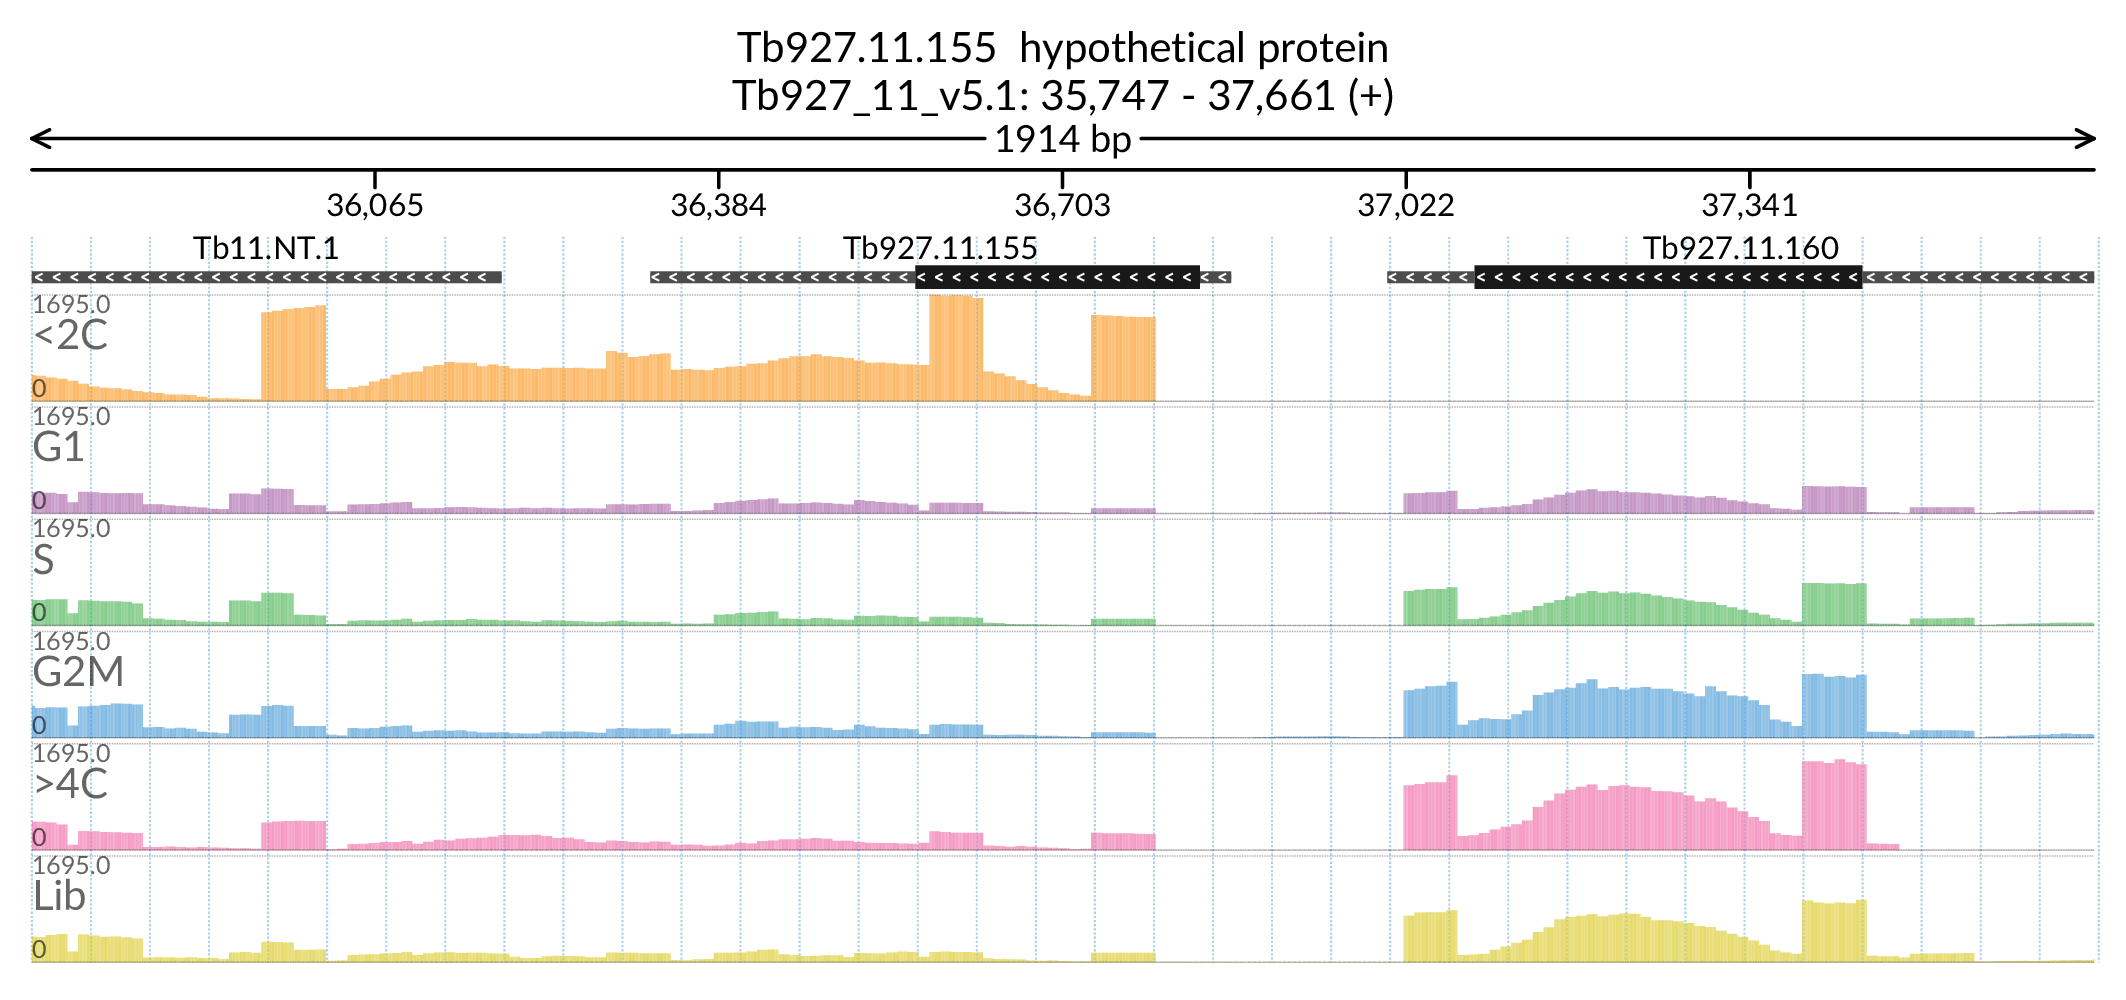 Tb927.11.155  hypothetical protein
Tb927_11_v5.1: 35,747 - 37,661 (+)
1914 bp
36,065 36,384 36,703 37,022 37,341
Tb11.NT.1 Tb927.11.155 Tb927.11.160
1695.0
<2C
0
1695.0
G1
0
1695.0
S
0
1695.0
G2M
0
1695.0
>4C
0
1695.0
Lib
0